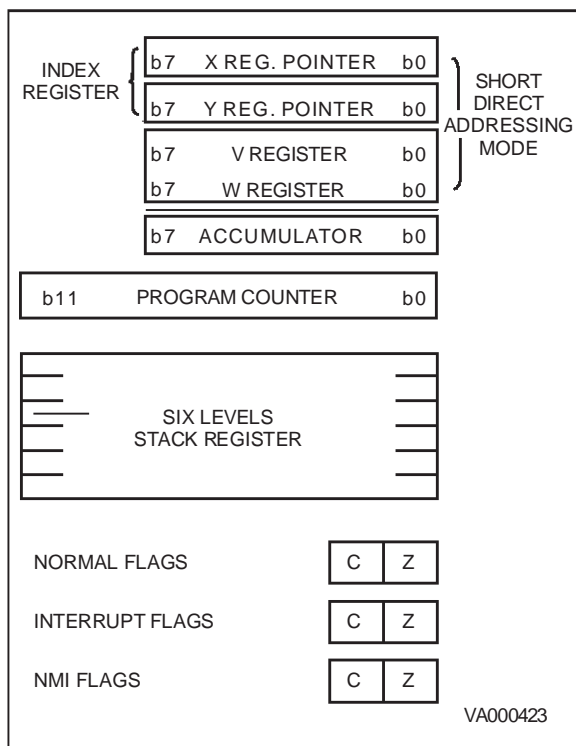 INDEX
REGISTER
b7 X REG. POINTER b0
b7 Y REG. POINTER b0
b7 V REGISTER b0
b7 W REGISTER b0
b7 ACCUMULATOR b0
SHORT
DIRECT
ADDRESSING
MODE
b11 PROGRAM COUNTER b0
SIX LEVELS
STACK REGISTER
NORMAL FLAGS C Z
INTERRUPT FLAGS C Z
NMI FLAGS C Z
VA000423